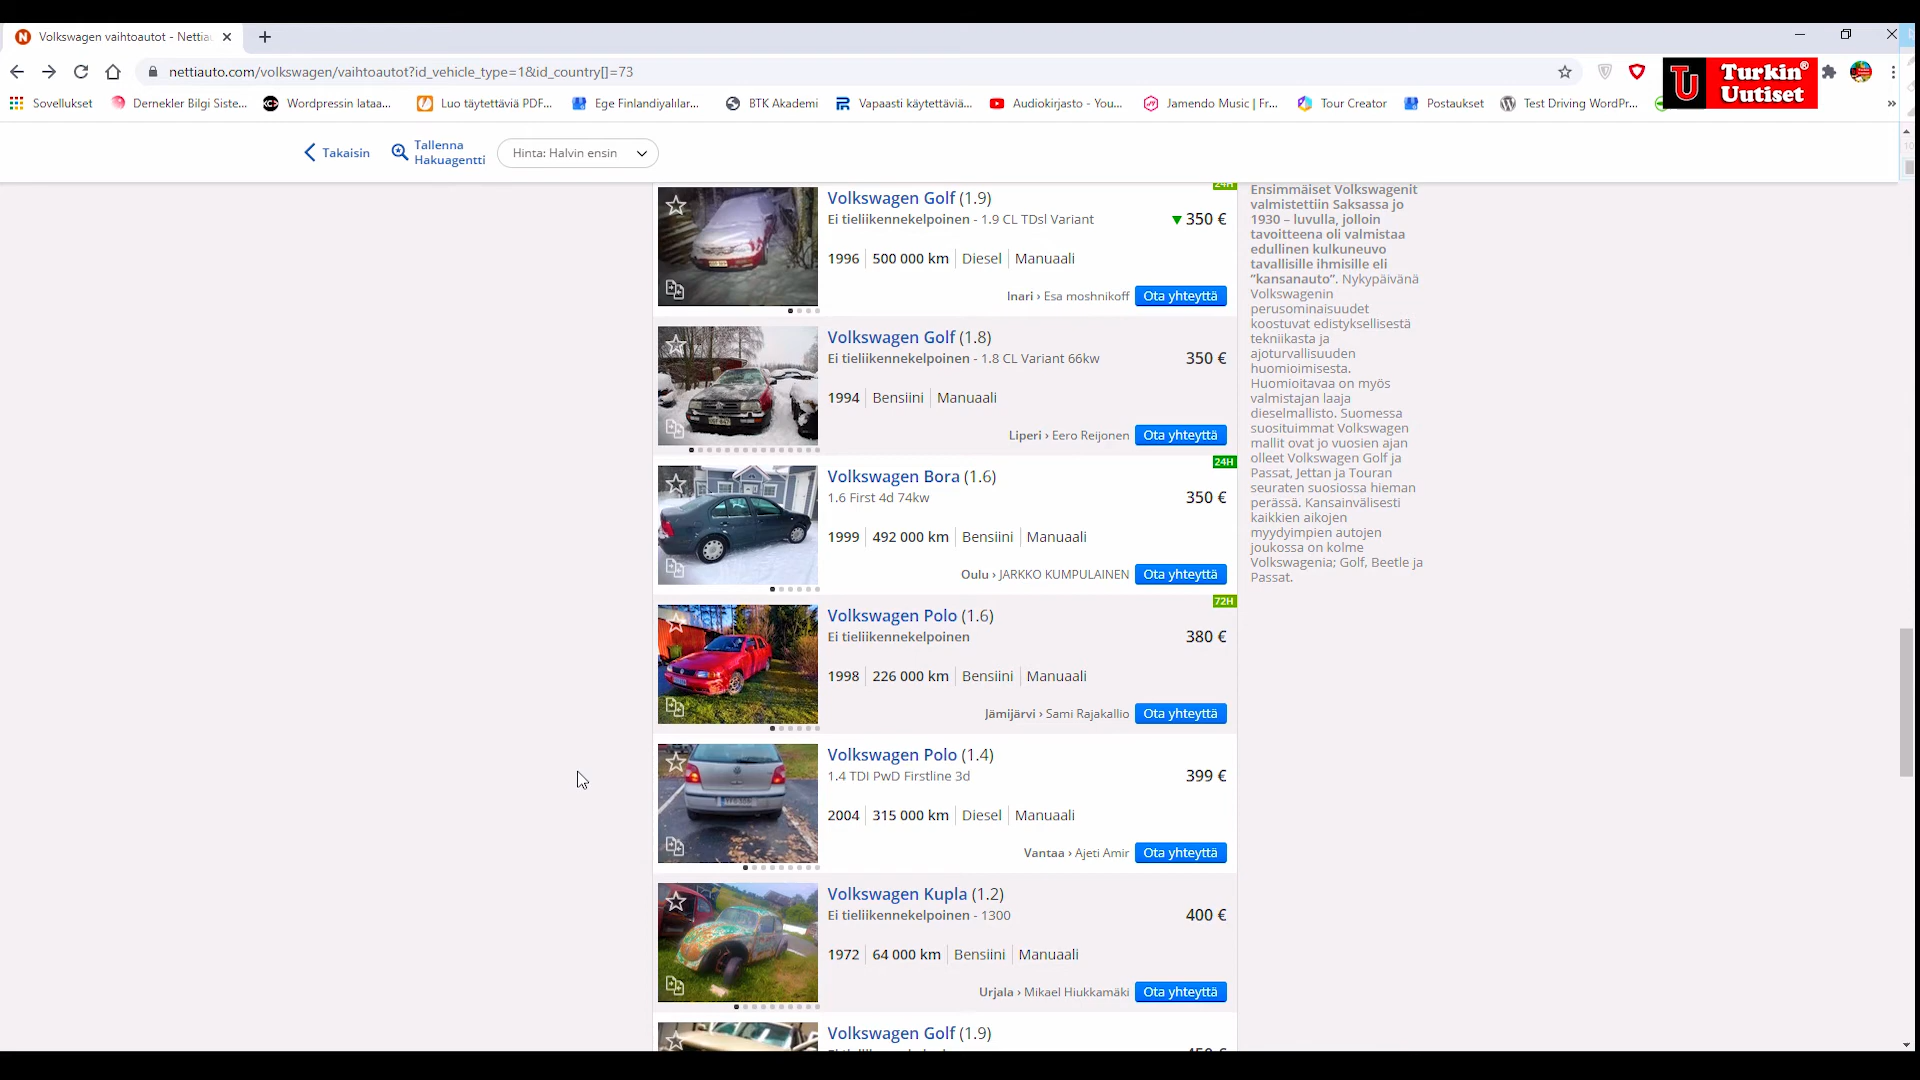 Volkswagen vaihtoautot - Nettia
nettiauto.com/volkswagen/vaihtoautot?id_vehicle_type=1&id_country[]=73
Turkin® Uutiset
Sovellukset
Dernekler Bilgi Siste...
Wordpressin lataa...
Luo täytettäviä PDF...
Ege Finlandiyalılar...
BTK Akademi
Vapaasti käytettäviä...
Audiokirjasto - You...
Jamendo Music | Fr...
Tour Creator
Postaukset
Test Driving WordPr...
»
Takaisin
Tallenna
Hakuagentti
Hinta: Halvin ensin
24H
Volkswagen Golf (1.9)
Ei tieliikennekelpoinen - 1.9 CL TDsl Variant
▼ 350 €
1996 | 500 000 km | Diesel | Manuaali
Inari › Esa moshnikoff
Ota yhteyttä
Volkswagen Golf (1.8)
Ei tieliikennekelpoinen - 1.8 CL Variant 66kw
350 €
1994 | Bensiini | Manuaali
Liperi › Eero Reijonen
Ota yhteyttä
24H
Volkswagen Bora (1.6)
1.6 First 4d 74kw
350 €
1999 | 492 000 km | Bensiini | Manuaali
Oulu › JARKKO KUMPULAINEN
Ota yhteyttä
72H
Volkswagen Polo (1.6)
Ei tieliikennekelpoinen
380 €
1998 | 226 000 km | Bensiini | Manuaali
Jämijärvi › Sami Rajakallio
Ota yhteyttä
Volkswagen Polo (1.4)
1.4 TDI PwD Firstline 3d
399 €
2004 | 315 000 km | Diesel | Manuaali
Vantaa › Ajeti Amir
Ota yhteyttä
Volkswagen Kupla (1.2)
Ei tieliikennekelpoinen - 1300
400 €
1972 | 64 000 km | Bensiini | Manuaali
Urjala › Mikael Hiukkamäki
Ota yhteyttä
Volkswagen Golf (1.9)
Ensimmäiset Volkswagenit
valmistettiin Saksassa jo
1930 – luvulla, jolloin
tavoitteena oli valmistaa
edullinen kulkuneuvo
tavallisille ihmisille eli
”kansanauto”. Nykypäivänä
Volkswagenin
perusominaisuudet
koostuvat edistyksellisestä
tekniikasta ja
ajoturvallisuuden
huomioimisesta.
Huomioitavaa on myös
valmistajan laaja
dieselmallisto. Suomessa
suosituimmat Volkswagen
mallit ovat jo vuosien ajan
olleet Volkswagen Golf ja
Passat, Jettan ja Touran
seuraten suosiossa hieman
perässä. Kansainvälisesti
kaikkien aikojen
myydyimpien autojen
joukossa on kolme
Volkswagenia; Golf, Beetle ja
Passat.